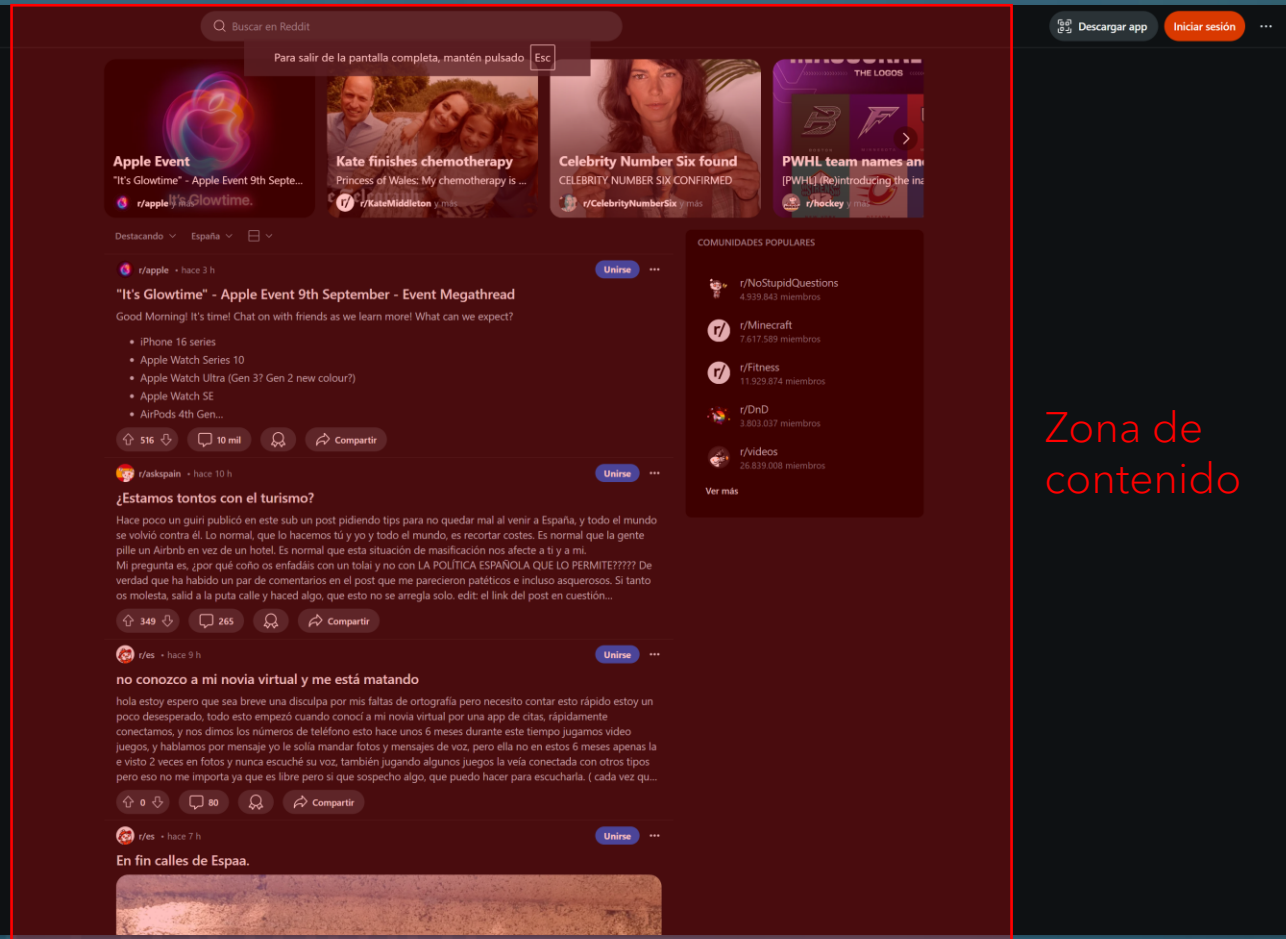 Buscar en Reddit
Descargar app
Iniciar sesión
Para salir de la pantalla completa, mantén pulsado Esc
Apple Event
"It's Glowtime" - Apple Event 9th Septe...
r/apple y más
It's Glowtime.
Kate finishes chemotherapy
Princess of Wales: My chemotherapy is ...
r/KateMiddleton y más
Celebrity Number Six found
CELEBRITY NUMBER SIX CONFIRMED
r/CelebrityNumberSix y más
THE LOGOS
PWHL team names an
[PWHL] (Re)introducing the ina
r/hockey y más
Destacando
España
r/apple • hace 3 h
Unirse
"It's Glowtime" - Apple Event 9th September - Event Megathread
Good Morning! It's time! Chat on with friends as we learn more! What can we expect?
• iPhone 16 series
• Apple Watch Series 10
• Apple Watch Ultra (Gen 3? Gen 2 new colour?)
• Apple Watch SE
• AirPods 4th Gen...
516
10 mil
Compartir
r/askspain • hace 10 h
Unirse
¿Estamos tontos con el turismo?
Hace poco un guiri publicó en este sub un post pidiendo tips para no quedar mal al venir a España, y todo el mundo
se volvió contra él. Lo normal, que lo hacemos tú y yo y todo el mundo, es recortar costes. Es normal que la gente
pille un Airbnb en vez de un hotel. Es normal que esta situación de masificación nos afecte a ti y a mi.
Mi pregunta es, ¿por qué coño os enfadáis con un tolai y no con LA POLÍTICA ESPAÑOLA QUE LO PERMITE????? De
verdad que ha habido un par de comentarios en el post que me parecieron patéticos e incluso asquerosos. Si tanto
os molesta, salid a la puta calle y haced algo, que esto no se arregla solo. edit: el link del post en cuestión...
349
265
Compartir
r/es • hace 9 h
Unirse
no conozco a mi novia virtual y me está matando
hola estoy espero que sea breve una disculpa por mis faltas de ortografía pero necesito contar esto rápido estoy un
poco desesperado, todo esto empezó cuando conocí a mi novia virtual por una app de citas, rápidamente
conectamos, y nos dimos los números de teléfono esto hace unos 6 meses durante este tiempo jugamos video
juegos, y hablamos por mensaje yo le solía mandar fotos y mensajes de voz, pero ella no en estos 6 meses apenas la
e visto 2 veces en fotos y nunca escuché su voz, también jugando algunos juegos la veía conectada con otros tipos
pero eso no me importa ya que es libre pero si que sospecho algo, que puedo hacer para escucharla. ( cada vez qu...
0
80
Compartir
r/es • hace 7 h
Unirse
En fin calles de Espaa.
COMUNIDADES POPULARES
r/NoStupidQuestions
4.939.843 miembros
r/
r/Minecraft
7.617.589 miembros
r/
r/Fitness
11.929.874 miembros
r/DnD
3.803.037 miembros
r/videos
26.839.008 miembros
Ver más
Zona de
contenido